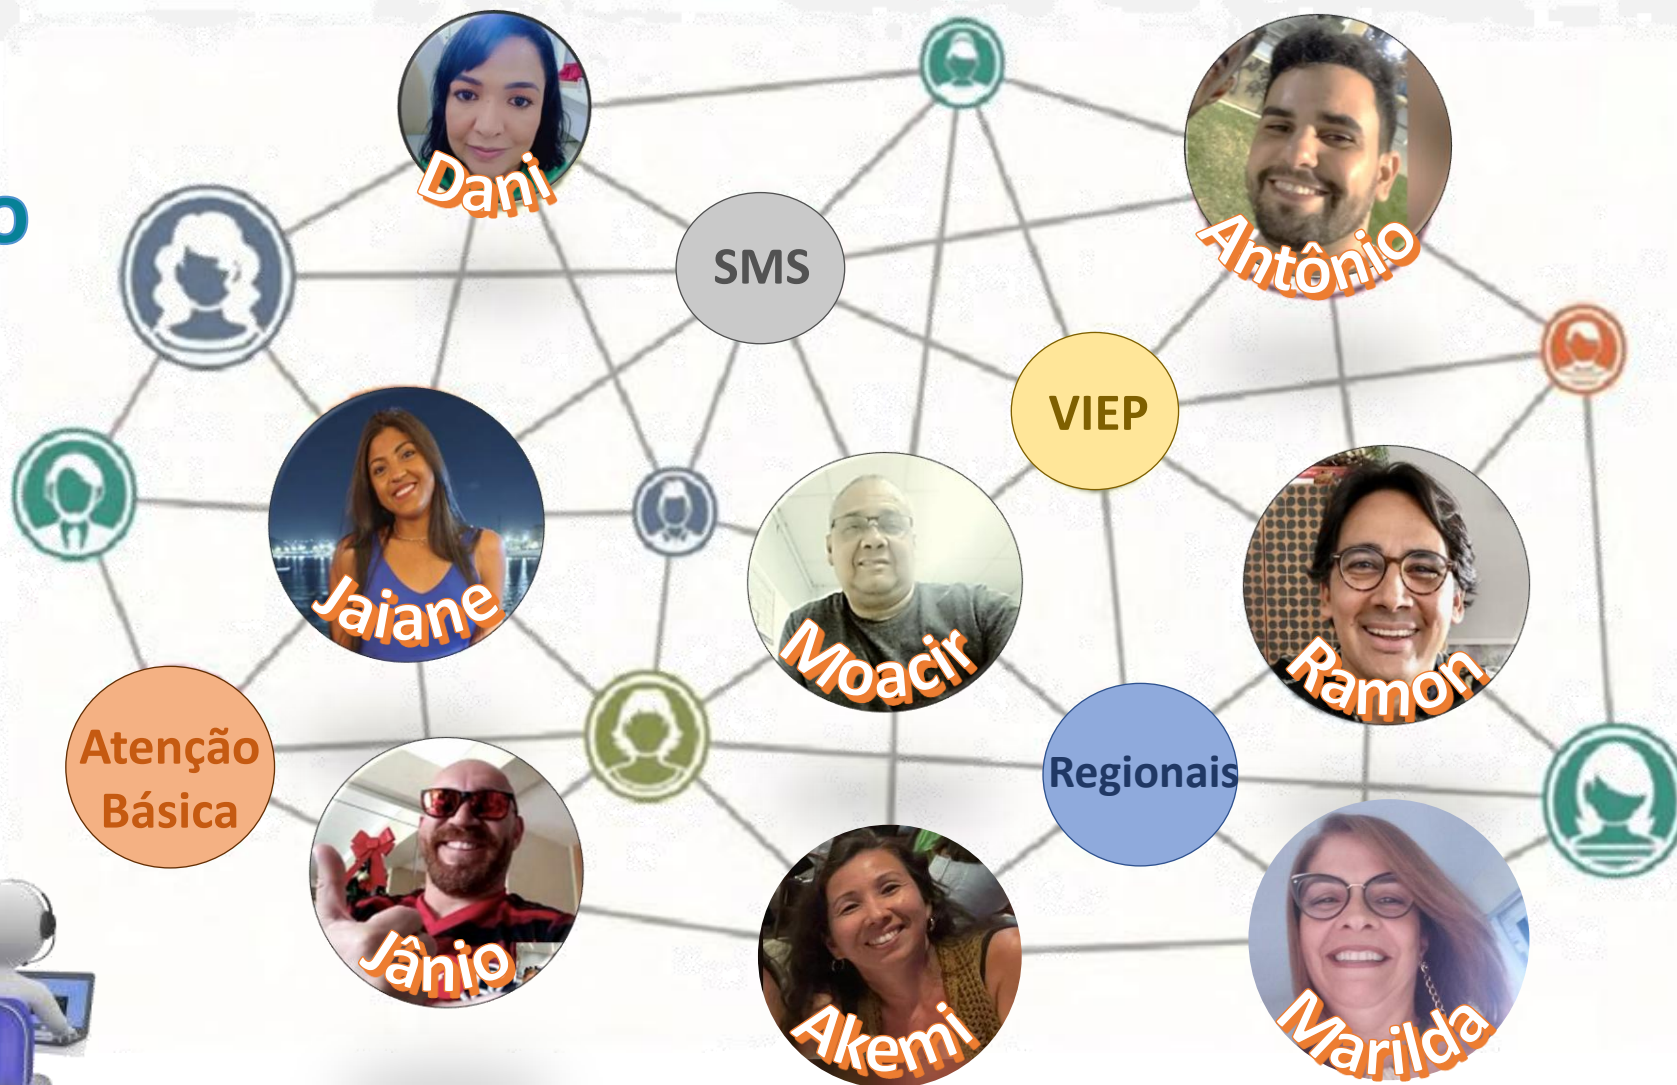 Dani
o
SMS
Antônio
VIEP
Jaiane
Moacir
Ramon
Atenção
Básica
Regionais
Jânio
Akemi
Marilda